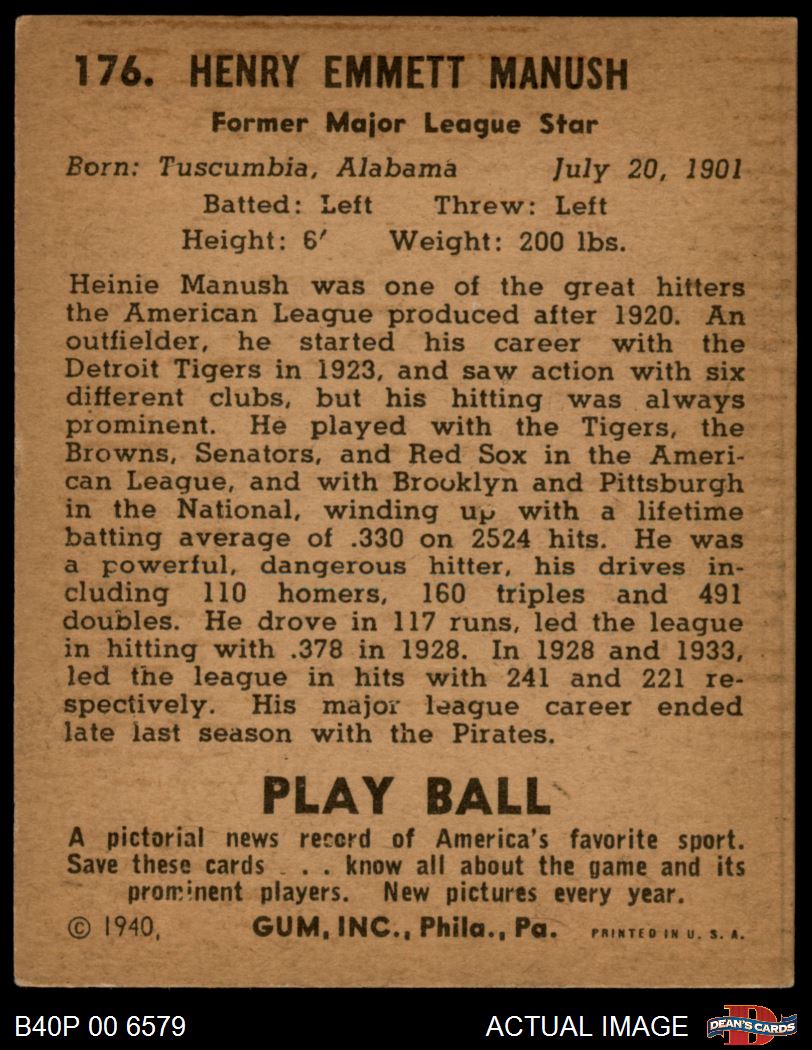 176. HENRY EMMETT MANUSH
Former Major League Star
Born: Tuscumbia, Alabama July 20, 1901
Batted: Left Threw: Left
Height: 6′ Weight: 200 lbs.
Heinie Manush was one of the great hitters
the American League produced after 1920. An
outfielder, he started his career with the
Detroit Tigers in 1923, and saw action with six
different clubs, but his hitting was always
prominent. He played with the Tigers, the
Browns, Senators, and Red Sox in the Ameri-
can League, and with Brooklyn and Pittsburgh
in the National, winding up with a lifetime
batting average of .330 on 2524 hits. He was
a powerful, dangerous hitter, his drives in-
cluding 110 homers, 160 triples and 491
doubles. He drove in 117 runs, led the league
in hitting with .378 in 1928. In 1928 and 1933,
led the league in hits with 241 and 221 re-
spectively. His major league career ended
late last season with the Pirates.
PLAY BALL
A pictorial news record of America's favorite sport.
Save these cards . . . know all about the game and its
prominent players. New pictures every year.
© 1940, GUM, INC., Phila., Pa. PRINTED IN U. S. A.
B40P 00 6579 ACTUAL IMAGE DEAN'S CARDS